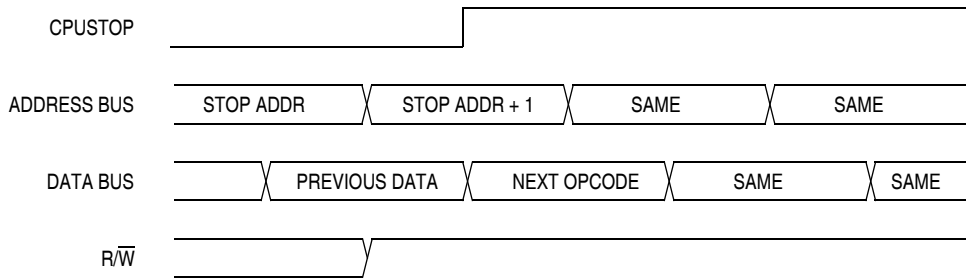 CPUSTOP
ADDRESS BUS STOP ADDR STOP ADDR + 1 SAME SAME
DATA BUS PREVIOUS DATA NEXT OPCODE SAME SAME
R/W̅